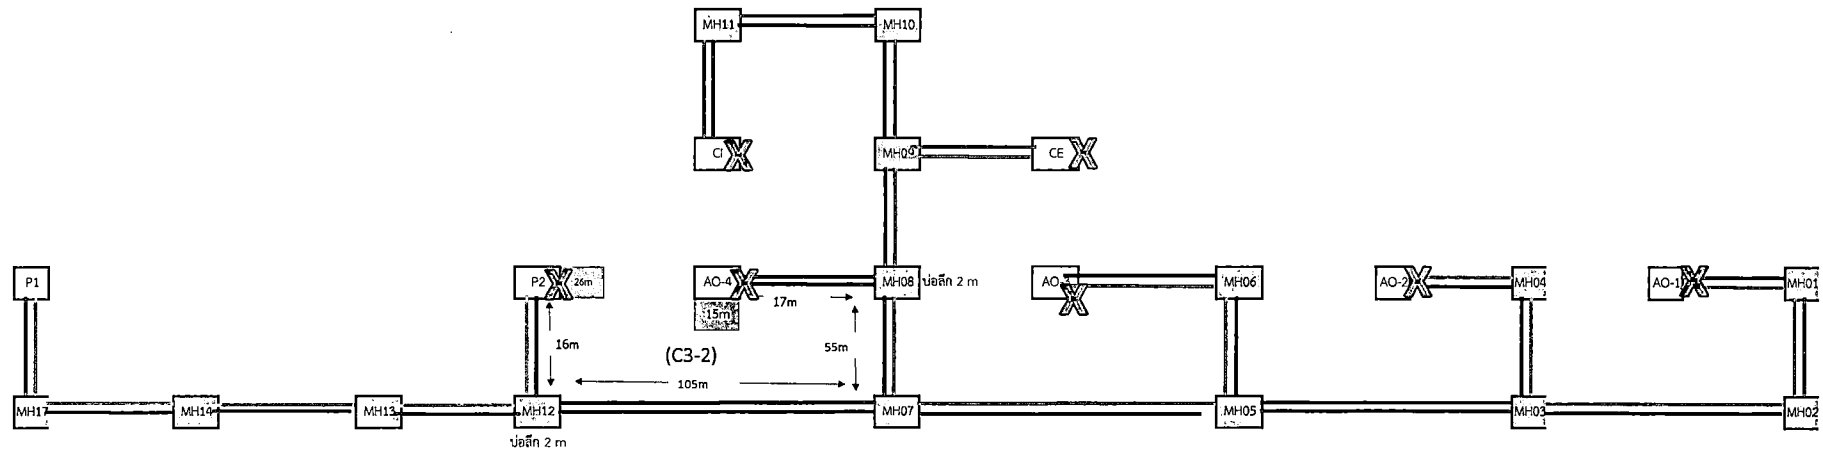 MH11
MH10
CI
MH09
CE
P1
P2
26m
AO-4
MH08
บ่อลึก 2 m
AO-
MH06
AO-2
MH04
AO-1
MH01
17m
15m
16m
(C3-2)
55m
105m
MH17
MH14
MH13
MH12
MH07
MH05
MH03
MH02
บ่อลึก 2 m